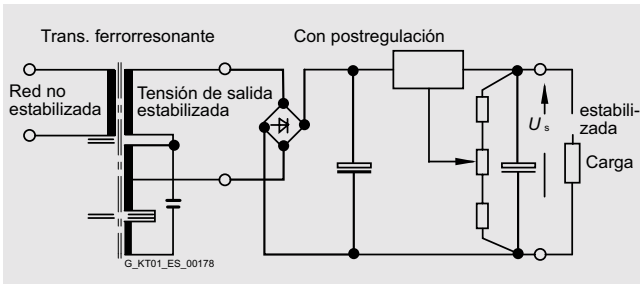 Trans. ferrorresonante
Con postregulación
Red no
estabilizada
Tensión de salida
estabilizada
estabili-
zada
U s
Carga
G_KT01_ES_00178